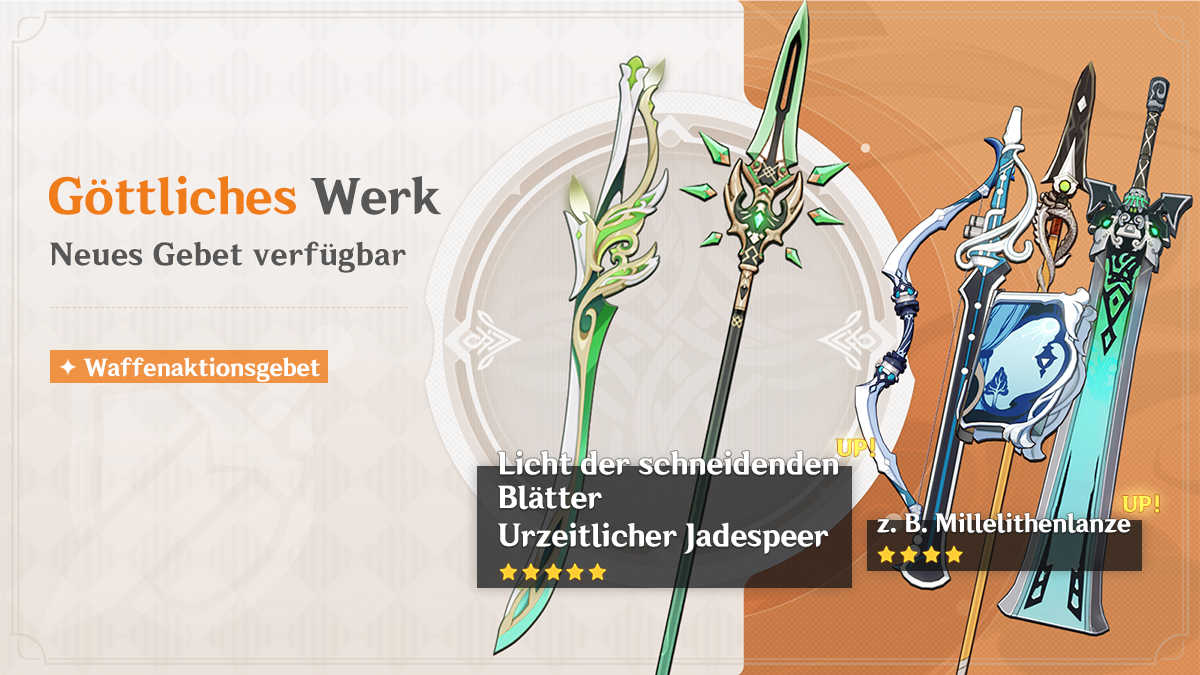 Göttliches Werk
Neues Gebet verfügbar
✦ Waffenaktionsgebet
UP!
Licht der schneidenden
Blätter
Urzeitlicher Jadespeer
UP!
z. B. Millelithenlanze